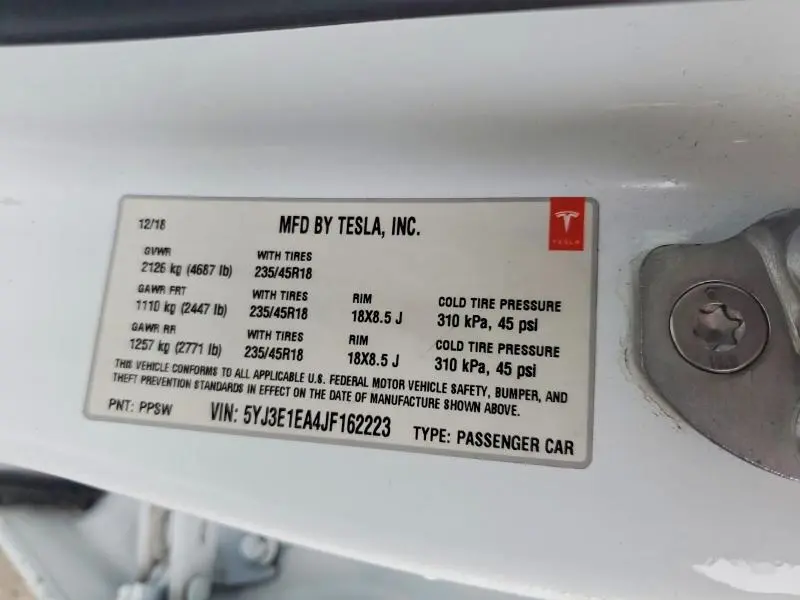 12/18 MFD BY TESLA, INC.
TESLA
GVWR WITH TIRES
2126 kg (4687 lb) 235/45R18
GAWR FRT WITH TIRES RIM COLD TIRE PRESSURE
1110 kg (2447 lb) 235/45R18 18X8.5 J 310 kPa, 45 psi
GAWR RR WITH TIRES RIM COLD TIRE PRESSURE
1257 kg (2771 lb) 235/45R18 18X8.5 J 310 kPa, 45 psi
THIS VEHICLE CONFORMS TO ALL APPLICABLE U.S. FEDERAL MOTOR VEHICLE SAFETY, BUMPER, AND
THEFT PREVENTION STANDARDS IN EFFECT ON THE DATE OF MANUFACTURE SHOWN ABOVE.
PNT: PPSW VIN: 5YJ3E1EA4JF162223 TYPE: PASSENGER CAR